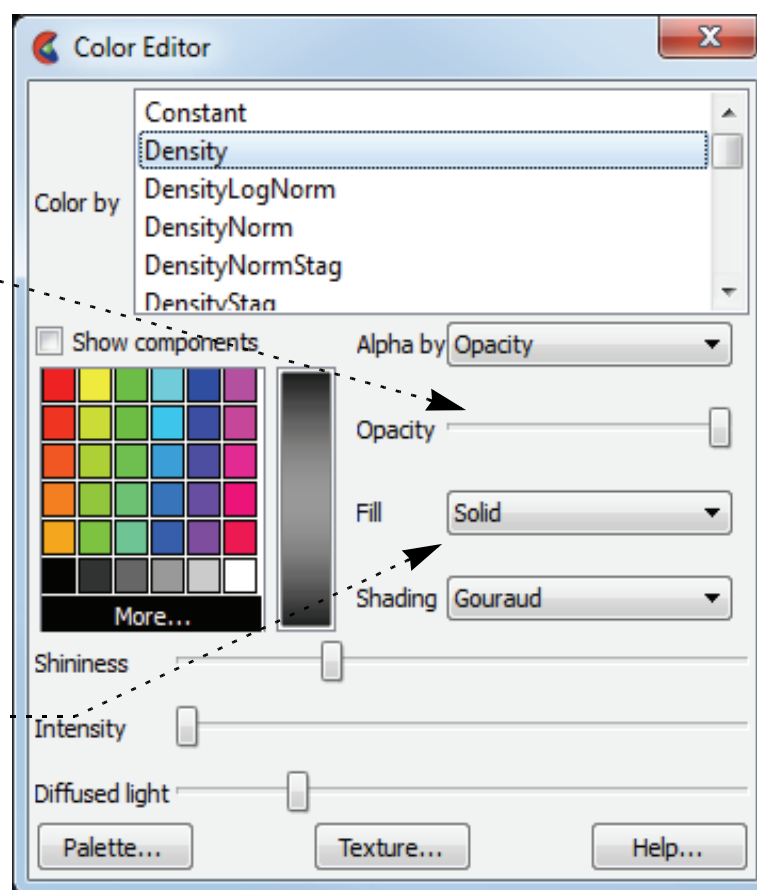 Color Editor
Color by
Constant
Density
DensityLogNorm
DensityNorm
DensityNormStag
DensityStag
Show components
Alpha by Opacity
Opacity
Fill Solid
More...
Shading Gouraud
Shininess
Intensity
Diffused light
Palette... Texture... Help...